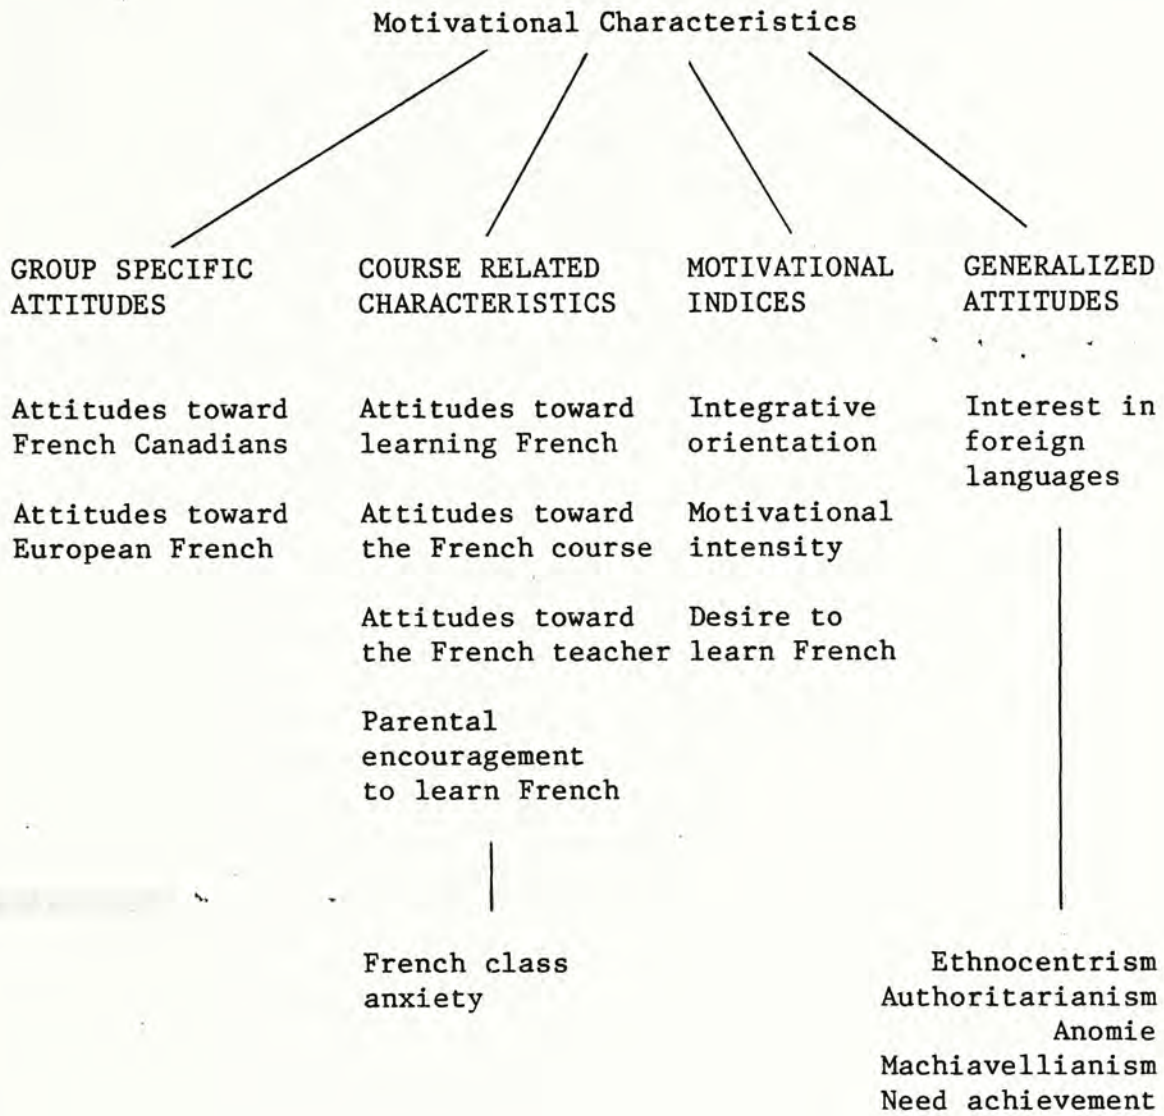 Motivational Characteristics
GROUP SPECIFIC
ATTITUDES
Attitudes toward
French Canadians
Attitudes toward
European French
COURSE RELATED
CHARACTERISTICS
Attitudes toward
learning French
Attitudes toward
the French course
Attitudes toward
the French teacher
Parental
encouragement
to learn French
French class
anxiety
MOTIVATIONAL
INDICES
Integrative
orientation
Motivational
intensity
Desire to
learn French
GENERALIZED
ATTITUDES
Interest in
foreign
languages
Ethnocentrism
Authoritarianism
Anomie
Machiavellianism
Need achievement